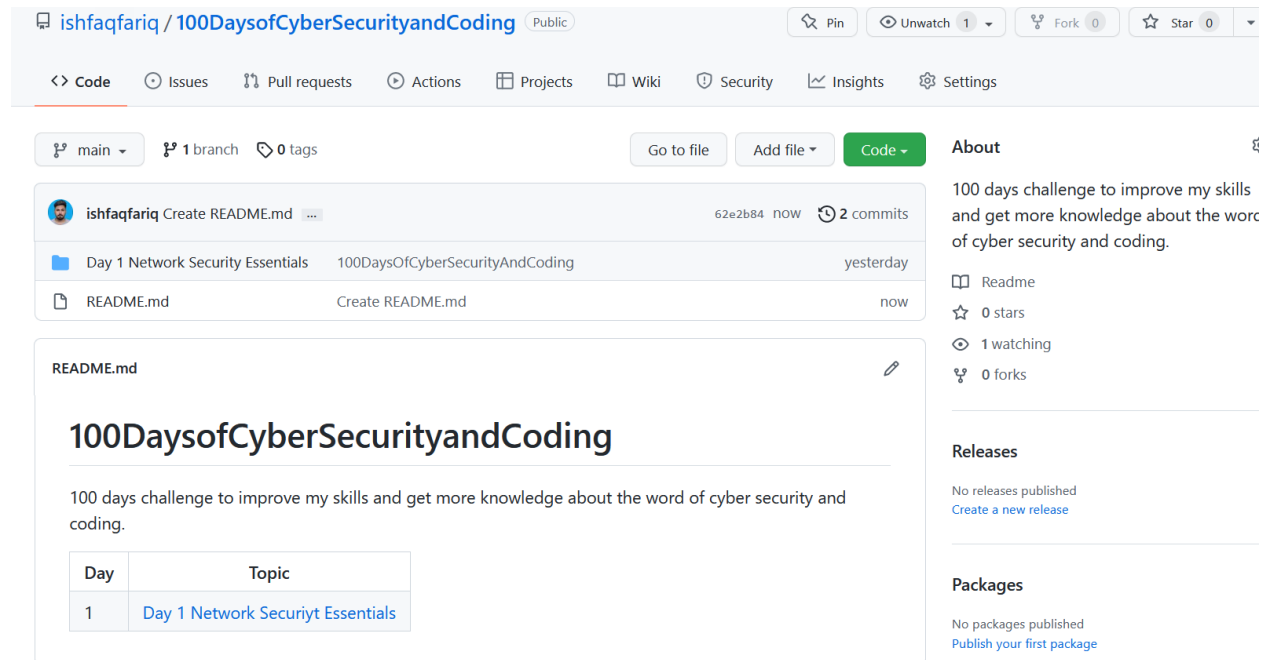 ishfaqfariq / 100DaysofCyberSecurityandCoding Public Pin Unwatch 1 Fork 0 Star 0
Code Issues Pull requests Actions Projects Wiki Security Insights Settings
main 1 branch 0 tags Go to file Add file Code
ishfaqfariq Create README.md ... 62e2b84 now 2 commits
Day 1 Network Security Essentials 100DaysOfCyberSecurityAndCoding yesterday
README.md Create README.md now
README.md
100DaysofCyberSecurityandCoding
100 days challenge to improve my skills and get more knowledge about the word of cyber security and
coding.
Day Topic
1 Day 1 Network Securiyt Essentials
About
100 days challenge to improve my skills
and get more knowledge about the word
of cyber security and coding.
Readme
0 stars
1 watching
0 forks
Releases
No releases published
Create a new release
Packages
No packages published
Publish your first package